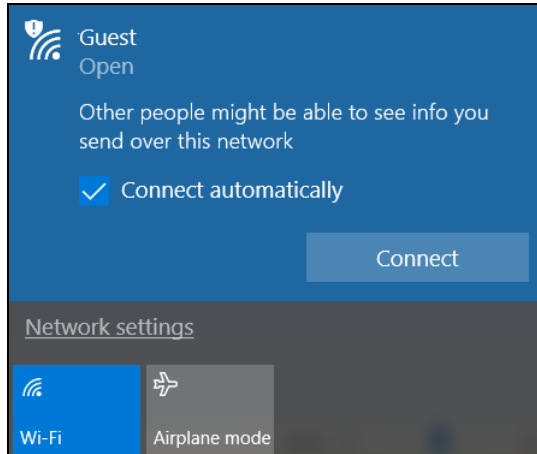 Guest
Open
Other people might be able to see info you
send over this network
Connect automatically
Connect
Network settings
Wi-Fi
Airplane mode